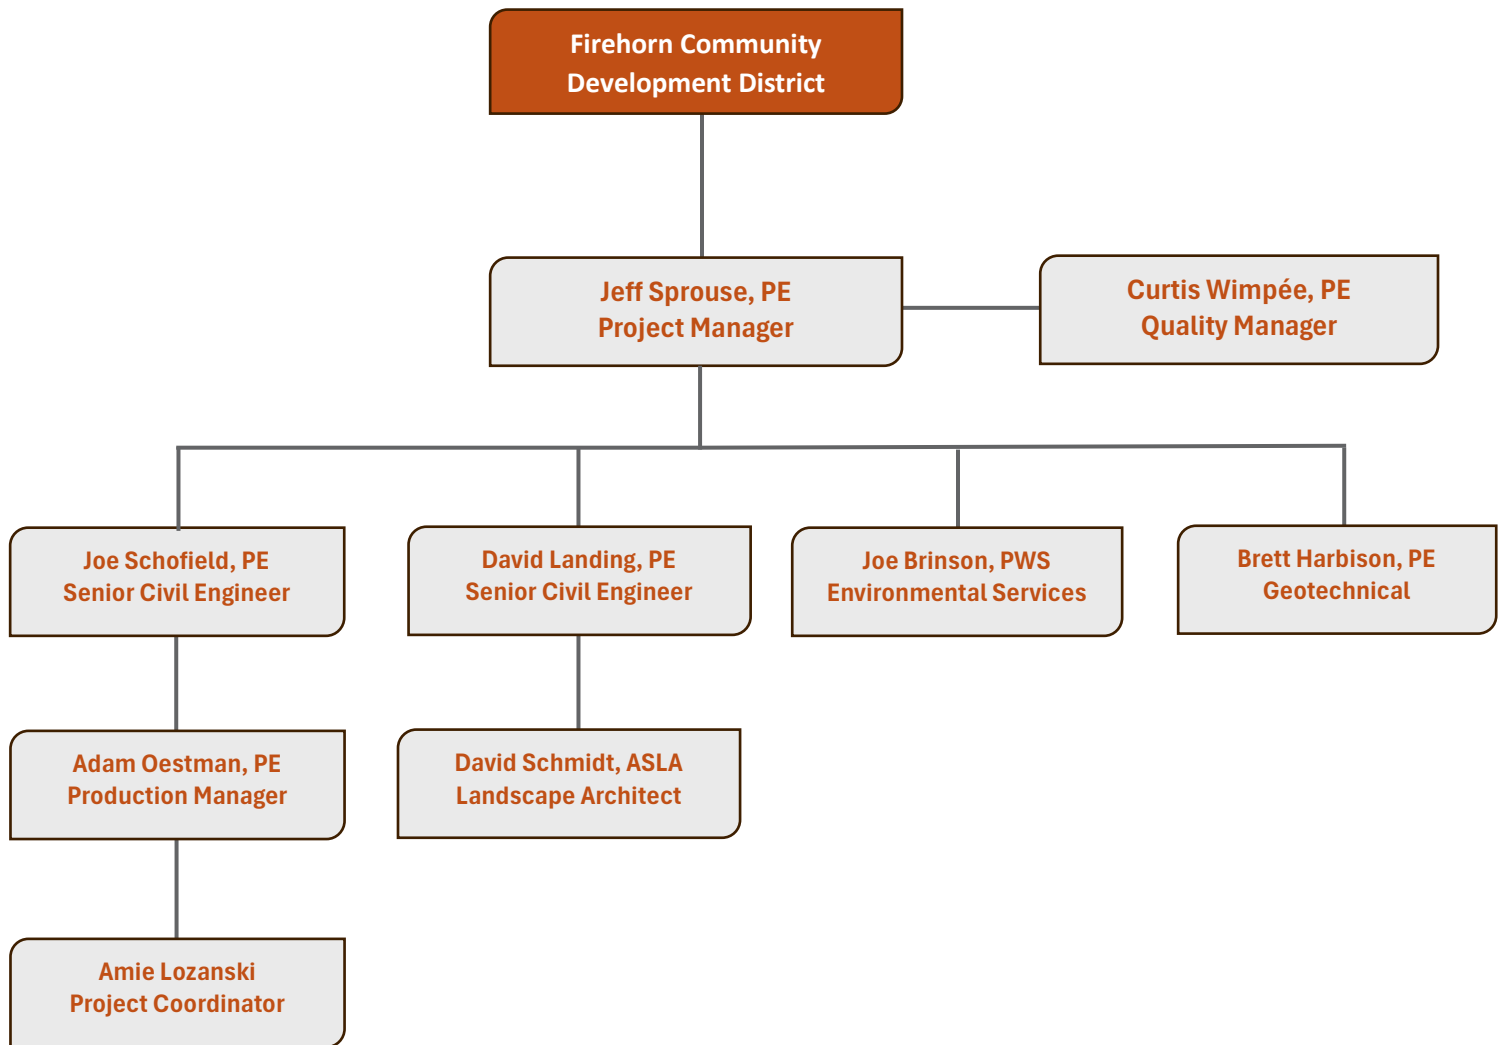 Firehorn Community
Development District
Jeff Sprouse, PE
Project Manager
Curtis Wimpée, PE
Quality Manager
Joe Schofield, PE
Senior Civil Engineer
David Landing, PE
Senior Civil Engineer
Joe Brinson, PWS
Environmental Services
Brett Harbison, PE
Geotechnical
Adam Oestman, PE
Production Manager
David Schmidt, ASLA
Landscape Architect
Amie Lozanski
Project Coordinator